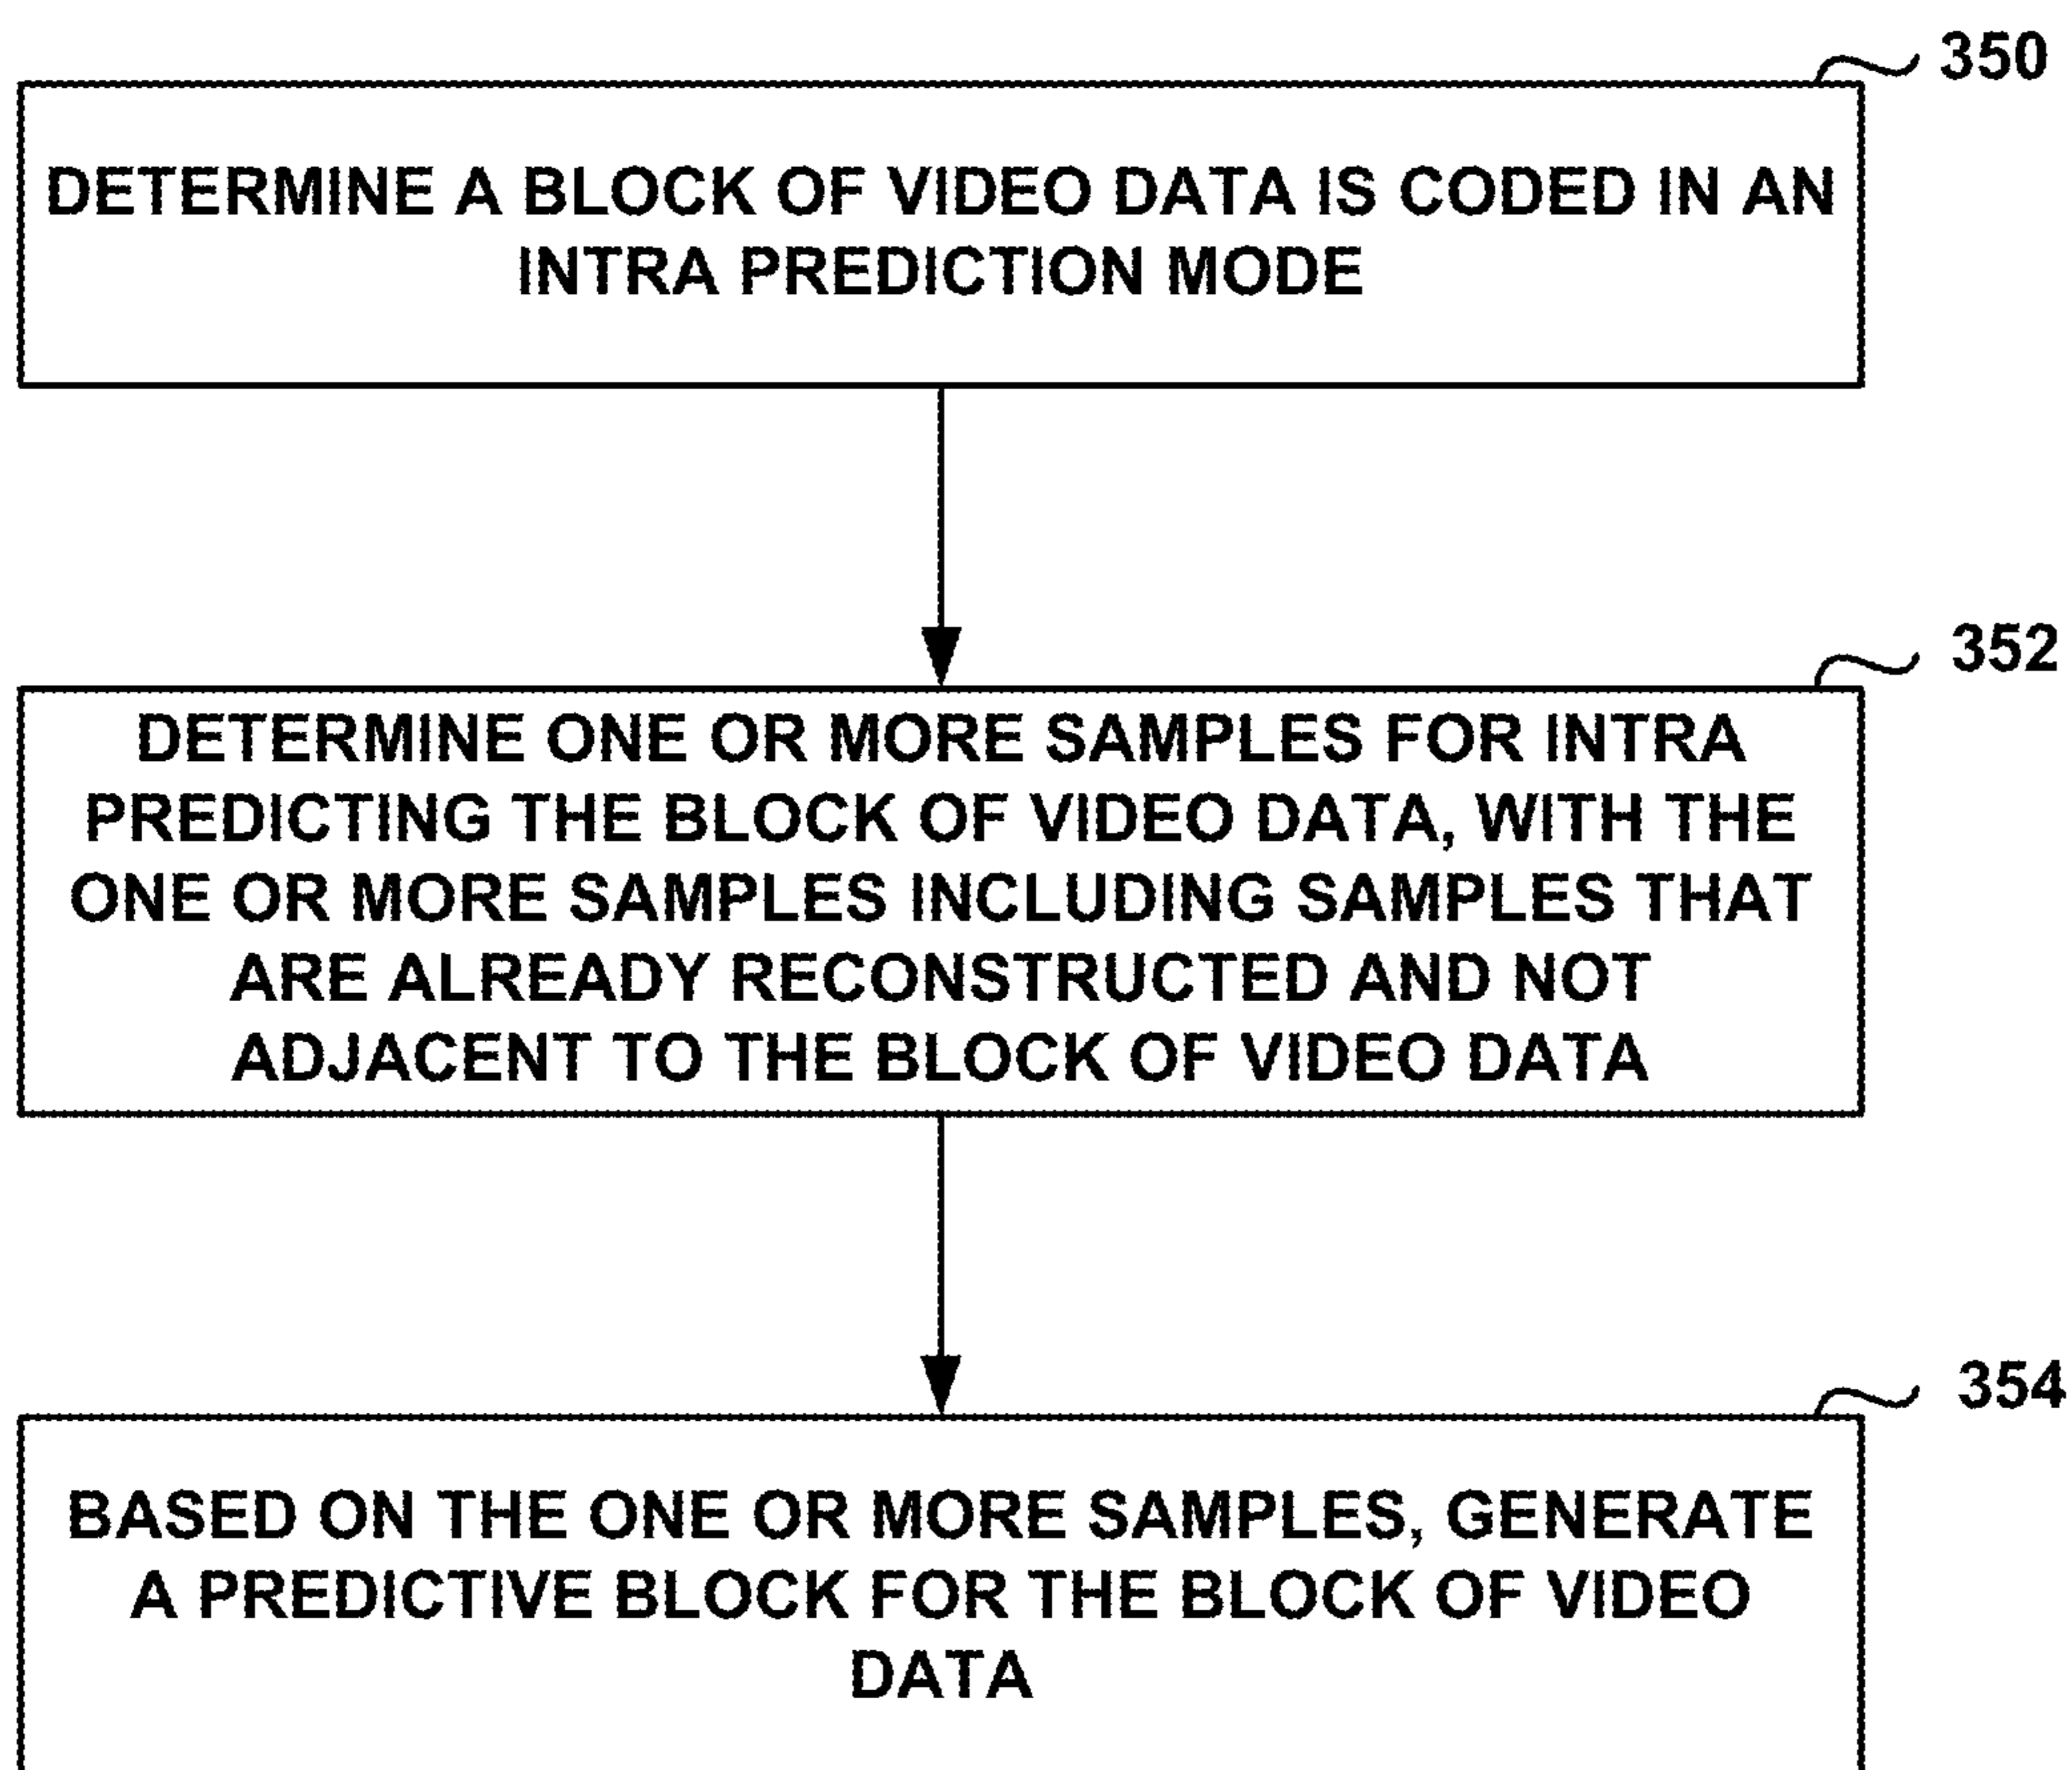 350
DETERMINE A BLOCK OF VIDEO DATA IS CODED IN AN
INTRA PREDICTION MODE
352
DETERMINE ONE OR MORE SAMPLES FOR INTRA
PREDICTING THE BLOCK OF VIDEO DATA, WITH THE
ONE OR MORE SAMPLES INCLUDING SAMPLES THAT
ARE ALREADY RECONSTRUCTED AND NOT
ADJACENT TO THE BLOCK OF VIDEO DATA
354
BASED ON THE ONE OR MORE SAMPLES, GENERATE
A PREDICTIVE BLOCK FOR THE BLOCK OF VIDEO
DATA